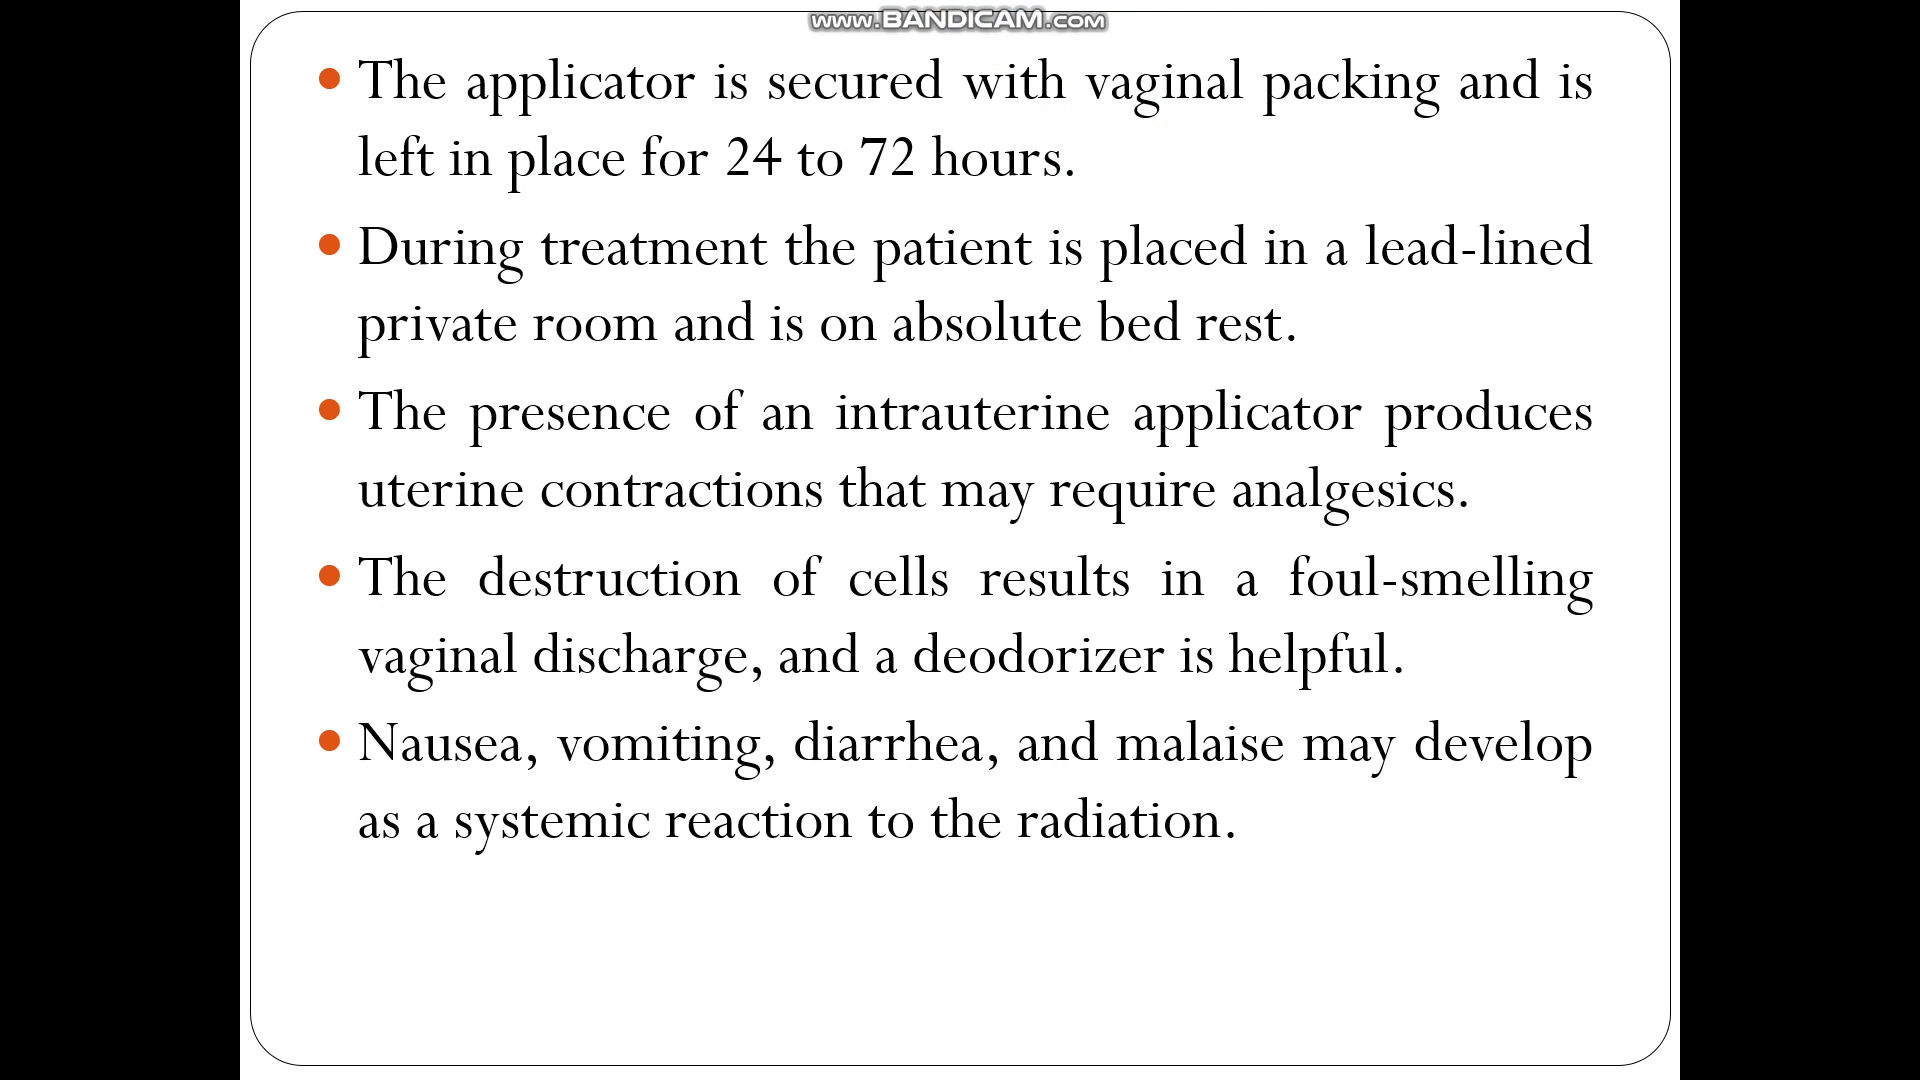 www.BANDICAM.com
• The applicator is secured with vaginal packing and is
left in place for 24 to 72 hours.
• During treatment the patient is placed in a lead-lined
private room and is on absolute bed rest.
• The presence of an intrauterine applicator produces
uterine contractions that may require analgesics.
• The destruction of cells results in a foul-smelling
vaginal discharge, and a deodorizer is helpful.
• Nausea, vomiting, diarrhea, and malaise may develop
as a systemic reaction to the radiation.